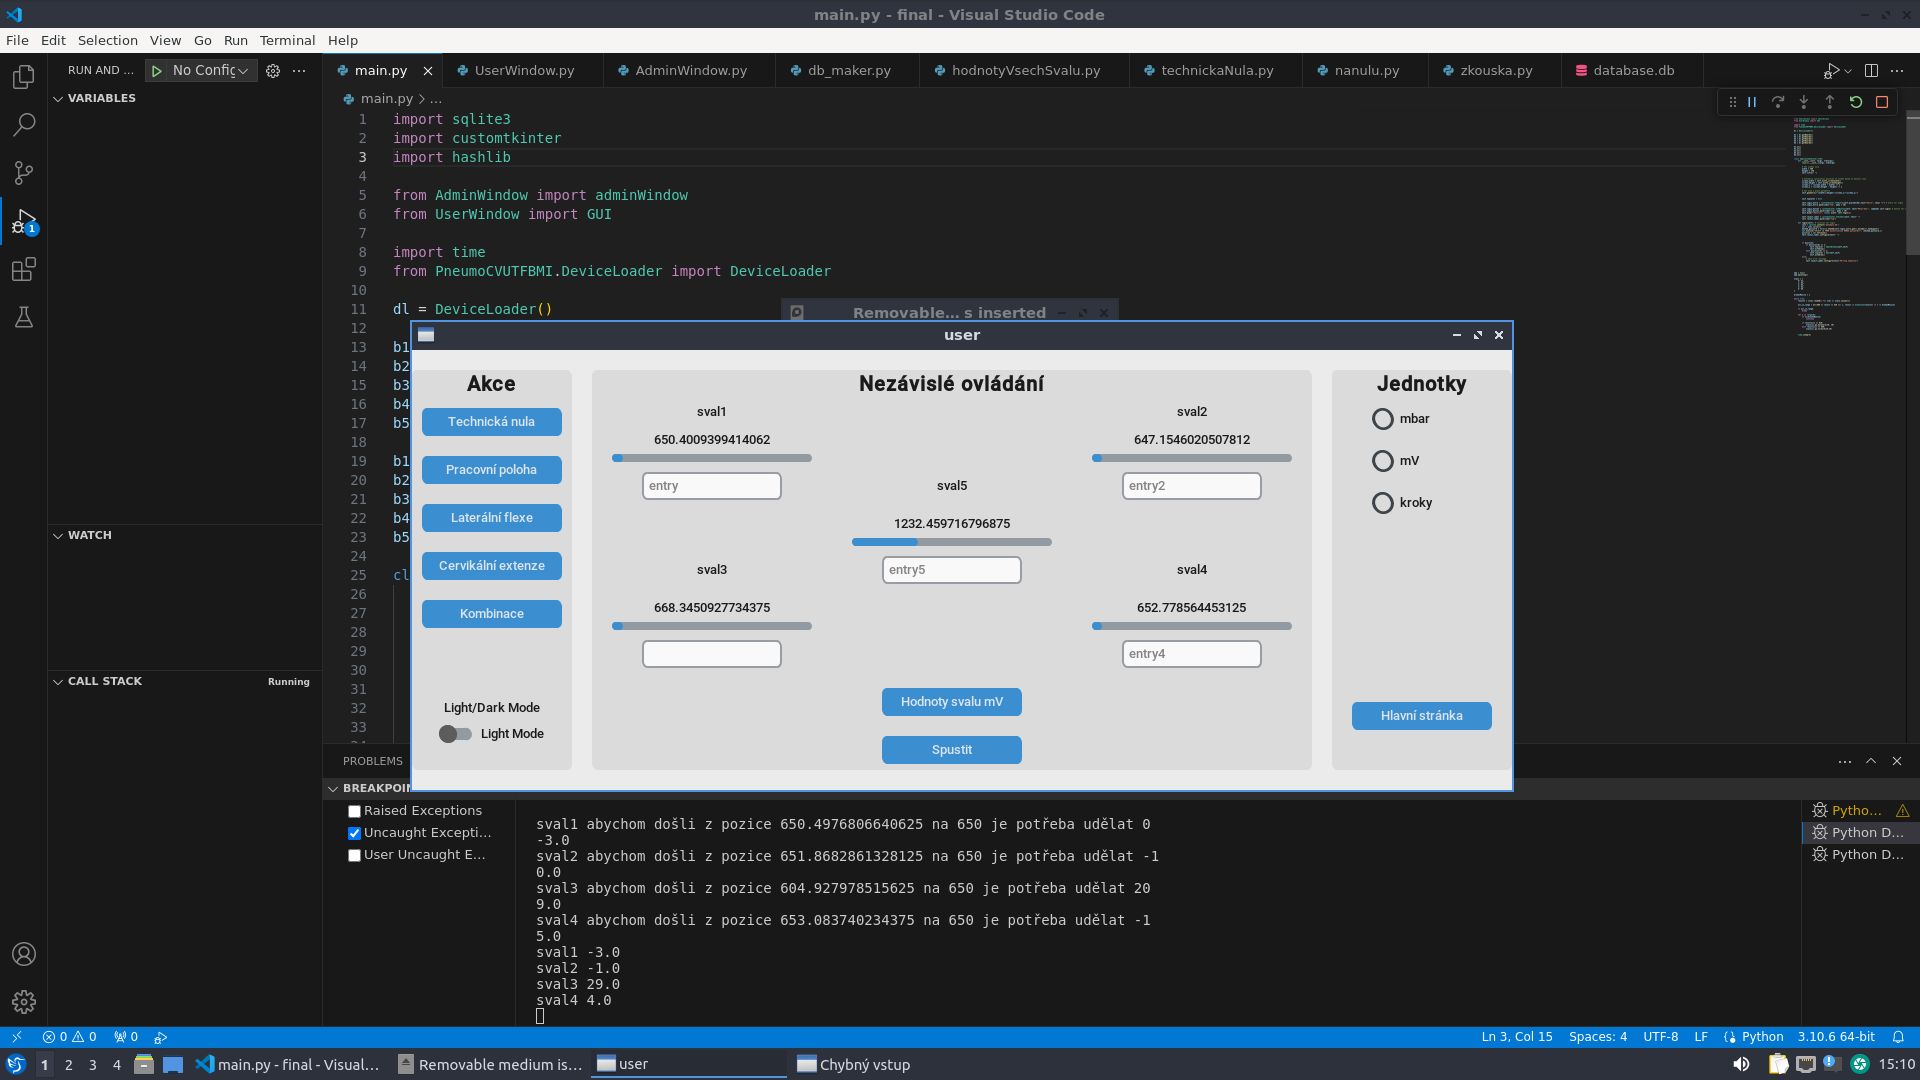 main.py - final - Visual Studio Code
File Edit Selection View Go Run Terminal Help
RUN AND ... No Config
main.py UserWindow.py AdminWindow.py db_maker.py hodnotyVsechSvalu.py technickaNula.py nanulu.py zkouska.py database.db
VARIABLES
main.py > ...
1 import sqlite3
2 import customtkinter
3 import hashlib
4
5 from AdminWindow import adminWindow
6 from UserWindow import GUI
7
8 import time
9 from PneumoCVUTFBMI.DeviceLoader import DeviceLoader
10
11 dl = DeviceLoader()
12
13 b1
14 b2
15 b3
16 b4
17 b5
18
19 b1
20 b2
21 b3
22 b4
23 b5
24
25 cl
26
27
28
29
30
31
32
33
Removable... s inserted
user
Akce
Technická nula
Pracovní poloha
Laterální flexe
Cervikální extenze
Kombinace
Light/Dark Mode
Light Mode
Nezávislé ovládání
sval1
650.4009399414062
entry
sval2
647.1546020507812
entry2
sval5
1232.459716796875
entry5
sval3
668.3450927734375
sval4
652.778564453125
entry4
Hodnoty svalu mV
Spustit
Jednotky
mbar
mV
kroky
Hlavní stránka
WATCH
CALL STACK Running
PROBLEMS
BREAKPOIN
Raised Exceptions
Uncaught Excepti...
User Uncaught E...
sval1 abychom došli z pozice 650.4976806640625 na 650 je potřeba udělat 0
-3.0
sval2 abychom došli z pozice 651.8682861328125 na 650 je potřeba udělat -1
0.0
sval3 abychom došli z pozice 604.927978515625 na 650 je potřeba udělat 20
9.0
sval4 abychom došli z pozice 653.083740234375 na 650 je potřeba udělat -1
5.0
sval1 -3.0
sval2 -1.0
sval3 29.0
sval4 4.0
Pytho...
Python D...
Python D...
1
0 0 0 Ln 3, Col 15 Spaces: 4 UTF-8 LF Python 3.10.6 64-bit
1 2 3 4 main.py - final - Visual... Removable medium is... user Chybný vstup 15:10